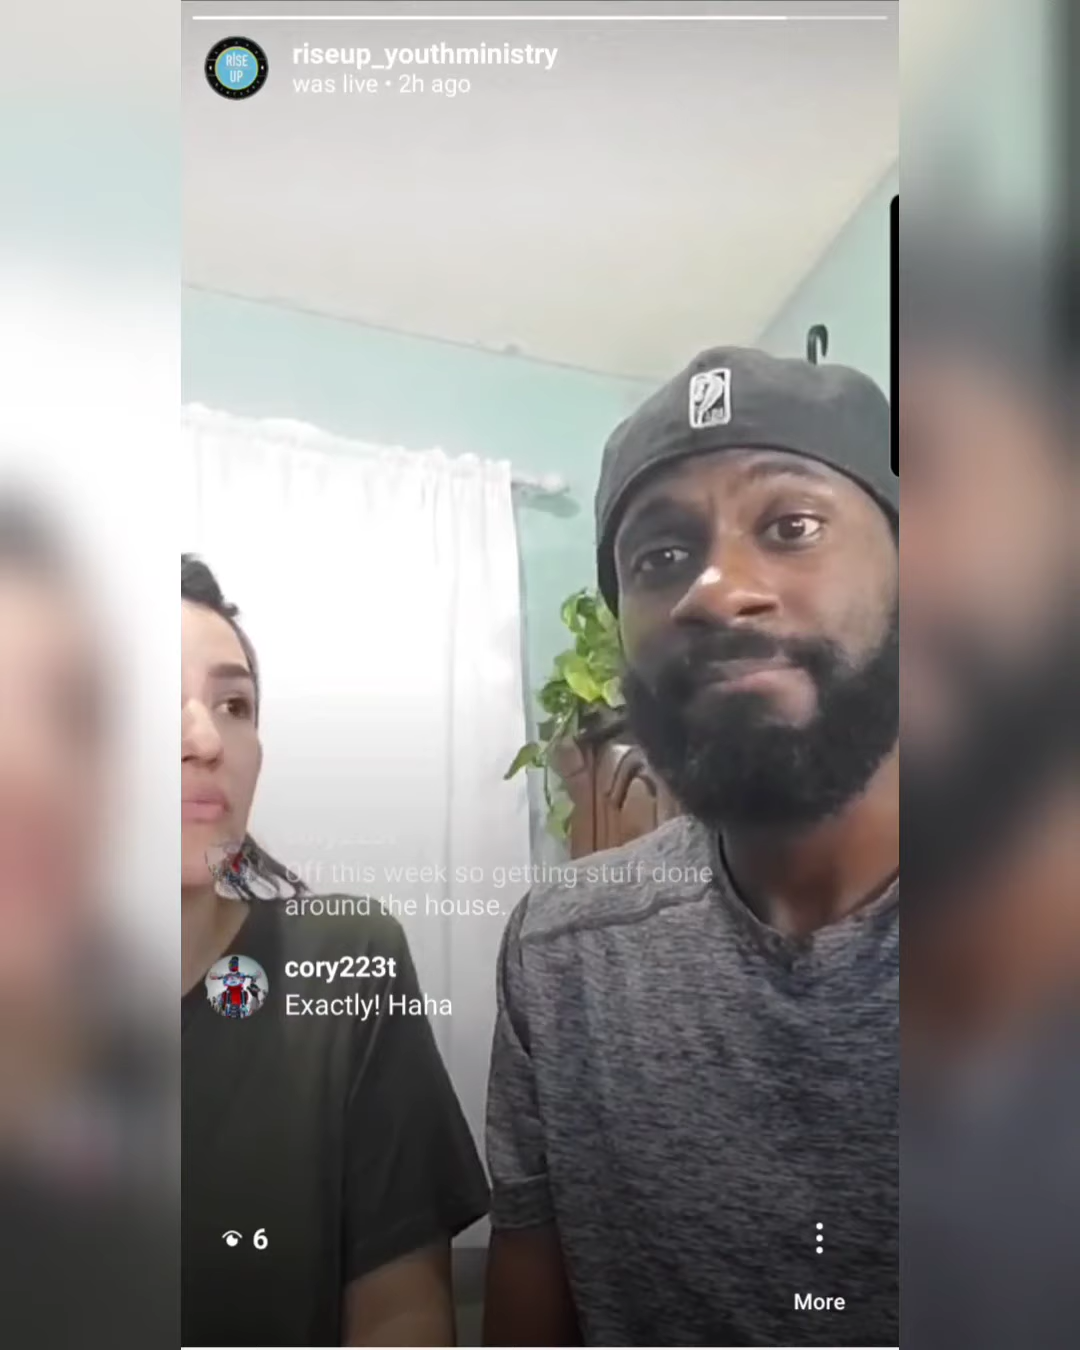 RISE
UP
riseup_youthministry
was live • 2h ago
Off this week so getting stuff done
around the house.
cory223t
Exactly! Haha
6
More